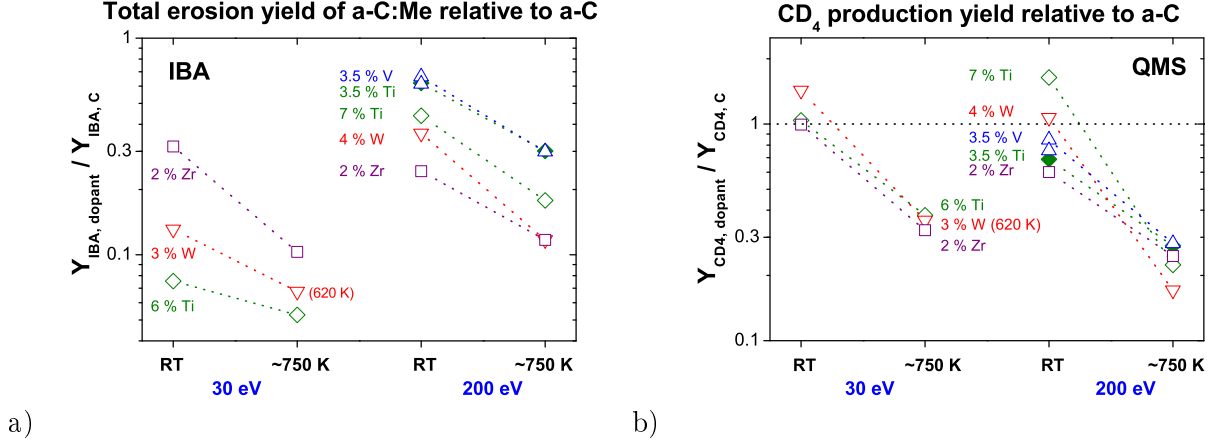 Total erosion yield of a-C:Me relative to a-C
IBA
Y_IBA, dopant / Y_IBA, C
1
0.3
0.1
2 % Zr
3 % W
6 % Ti
(620 K)
3.5 % V
3.5 % Ti
7 % Ti
4 % W
2 % Zr
RT
~750 K
RT
~750 K
30 eV
200 eV
a)
CD4 production yield relative to a-C
QMS
Y_CD4, dopant / Y_CD4, C
1
0.3
0.1
6 % Ti
3 % W (620 K)
2 % Zr
7 % Ti
4 % W
3.5 % V
3.5 % Ti
2 % Zr
RT
~750 K
RT
~750 K
30 eV
200 eV
b)